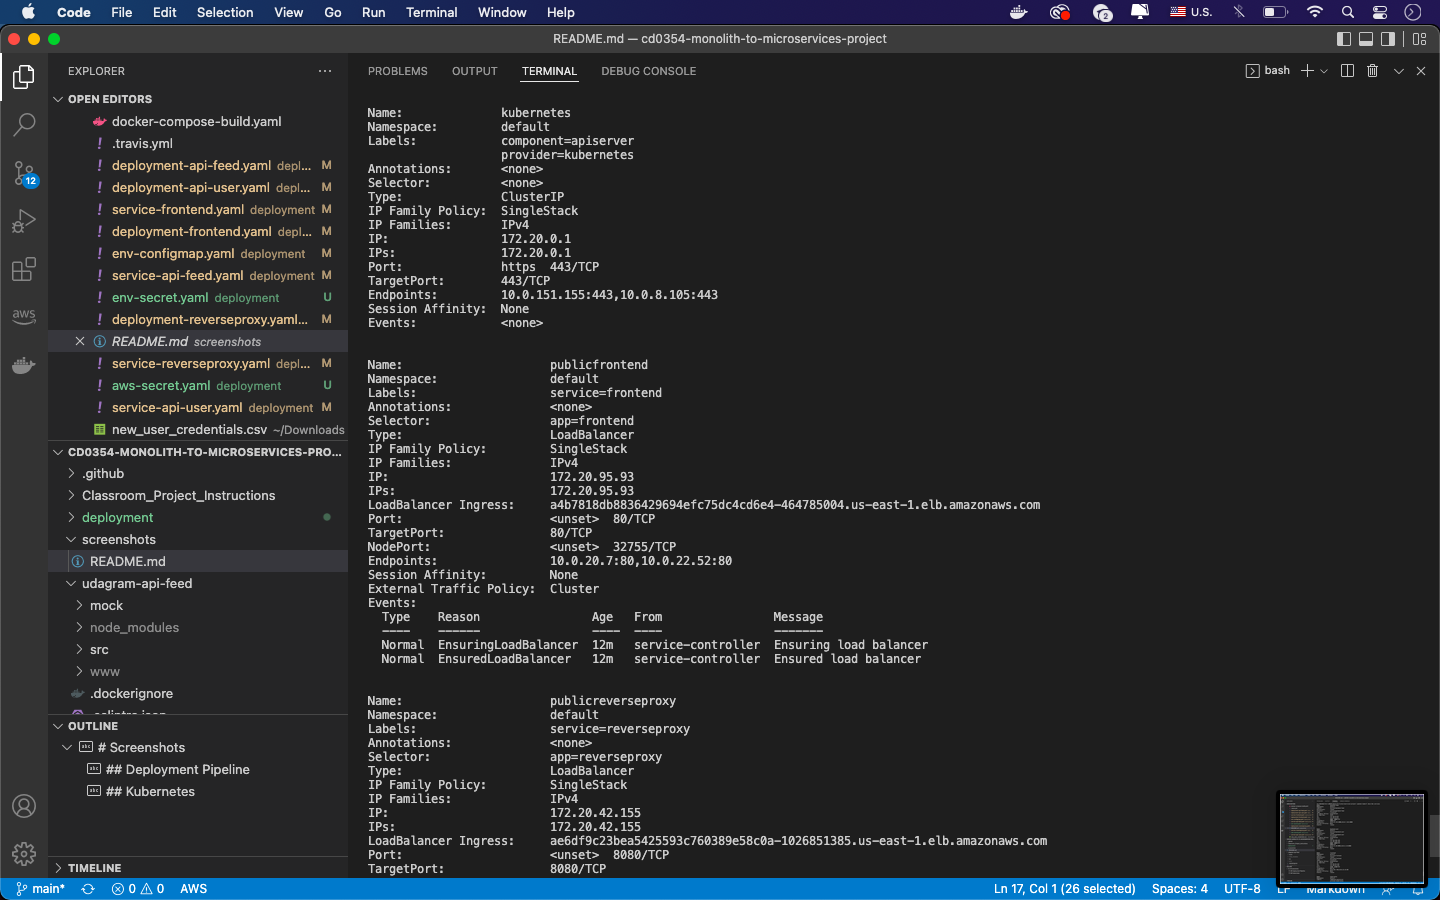 Code File Edit Selection View Go Run Terminal Window Help
2
U.S.
README.md — cd0354-monolith-to-microservices-project
EXPLORER
PROBLEMS OUTPUT TERMINAL DEBUG CONSOLE
bash
OPEN EDITORS
docker-compose-build.yaml
! .travis.yml
! deployment-api-feed.yaml depl... M
! deployment-api-user.yaml depl... M
! service-frontend.yaml deployment M
! deployment-frontend.yaml depl... M
! env-configmap.yaml deployment M
! service-api-feed.yaml deployment M
! env-secret.yaml deployment U
! deployment-reverseproxy.yaml... M
README.md screenshots
! service-reverseproxy.yaml depl... M
! aws-secret.yaml deployment U
! service-api-user.yaml deployment M
new_user_credentials.csv ~/Downloads
12
aws
CD0354-MONOLITH-TO-MICROSERVICES-PRO...
.github
Classroom_Project_Instructions
deployment
screenshots
README.md
udagram-api-feed
mock
node_modules
src
www
.dockerignore
OUTLINE
# Screenshots
## Deployment Pipeline
## Kubernetes
TIMELINE
Name: kubernetes
Namespace: default
Labels: component=apiserver
provider=kubernetes
Annotations: <none>
Selector: <none>
Type: ClusterIP
IP Family Policy: SingleStack
IP Families: IPv4
IP: 172.20.0.1
IPs: 172.20.0.1
Port: https 443/TCP
TargetPort: 443/TCP
Endpoints: 10.0.151.155:443,10.0.8.105:443
Session Affinity: None
Events: <none>
Name: publicfrontend
Namespace: default
Labels: service=frontend
Annotations: <none>
Selector: app=frontend
Type: LoadBalancer
IP Family Policy: SingleStack
IP Families: IPv4
IP: 172.20.95.93
IPs: 172.20.95.93
LoadBalancer Ingress: a4b7818db8836429694efc75dc4cd6e4-464785004.us-east-1.elb.amazonaws.com
Port: <unset> 80/TCP
TargetPort: 80/TCP
NodePort: <unset> 32755/TCP
Endpoints: 10.0.20.7:80,10.0.22.52:80
Session Affinity: None
External Traffic Policy: Cluster
Events:
Type Reason Age From Message
---- ------ ---- ---- -------
Normal EnsuringLoadBalancer 12m service-controller Ensuring load balancer
Normal EnsuredLoadBalancer 12m service-controller Ensured load balancer
Name: publicreverseproxy
Namespace: default
Labels: service=reverseproxy
Annotations: <none>
Selector: app=reverseproxy
Type: LoadBalancer
IP Family Policy: SingleStack
IP Families: IPv4
IP: 172.20.42.155
IPs: 172.20.42.155
LoadBalancer Ingress: ae6df9c23bea5425593c760389e58c0a-1026851385.us-east-1.elb.amazonaws.com
Port: <unset> 8080/TCP
TargetPort: 8080/TCP
main* 0 0 AWS
Ln 17, Col 1 (26 selected) Spaces: 4 UTF-8 LF Markdown